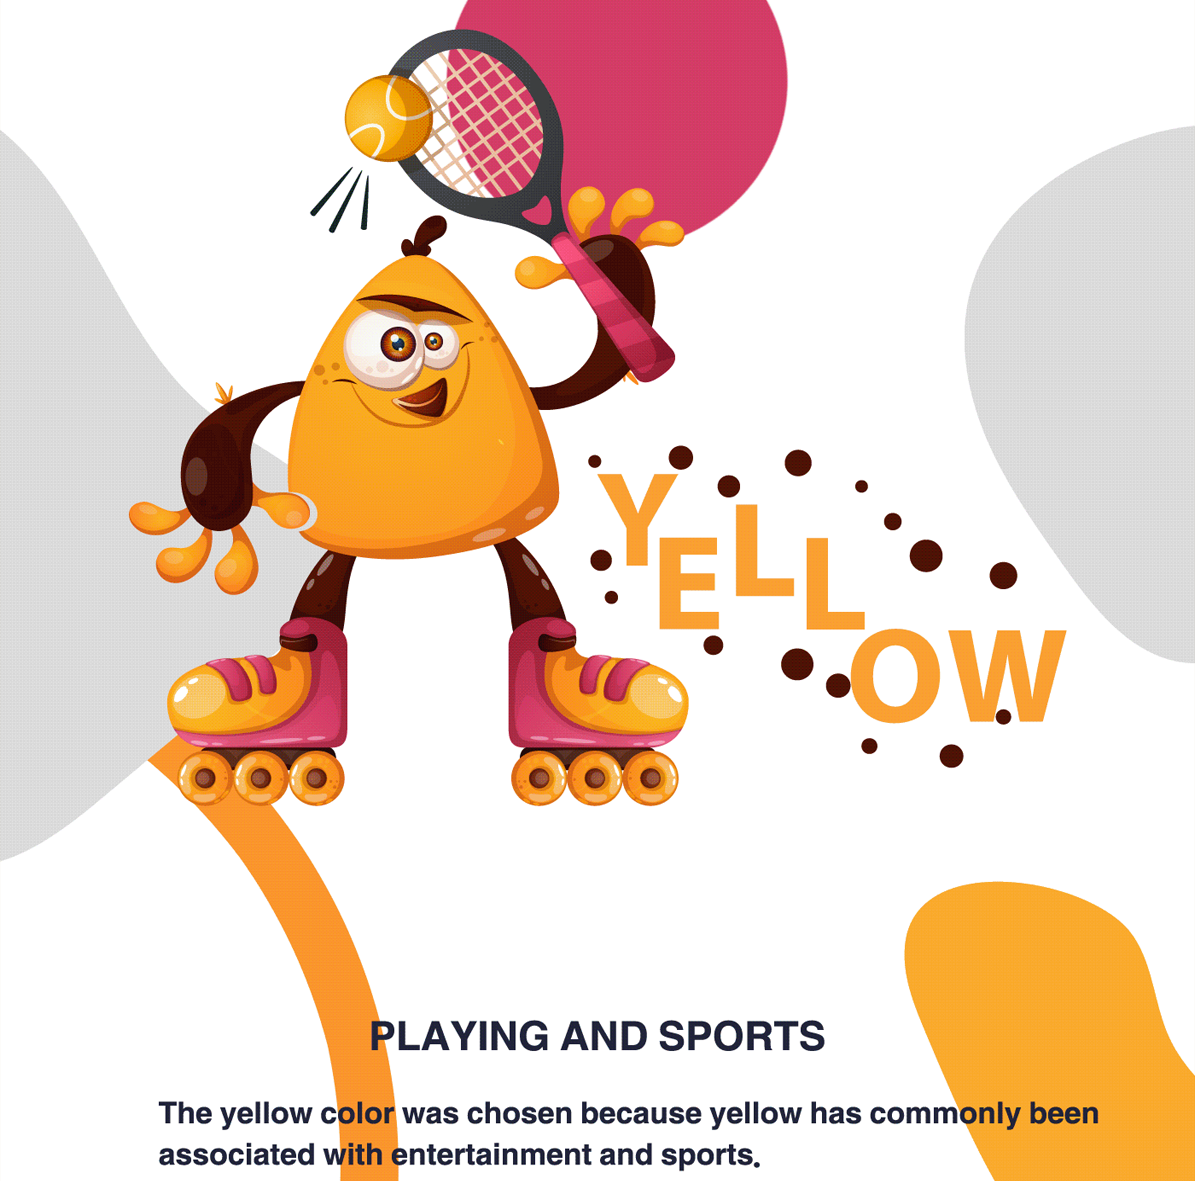 YELLOW
PLAYING AND SPORTS
The yellow color was chosen because yellow has commonly been
associated with entertainment and sports.